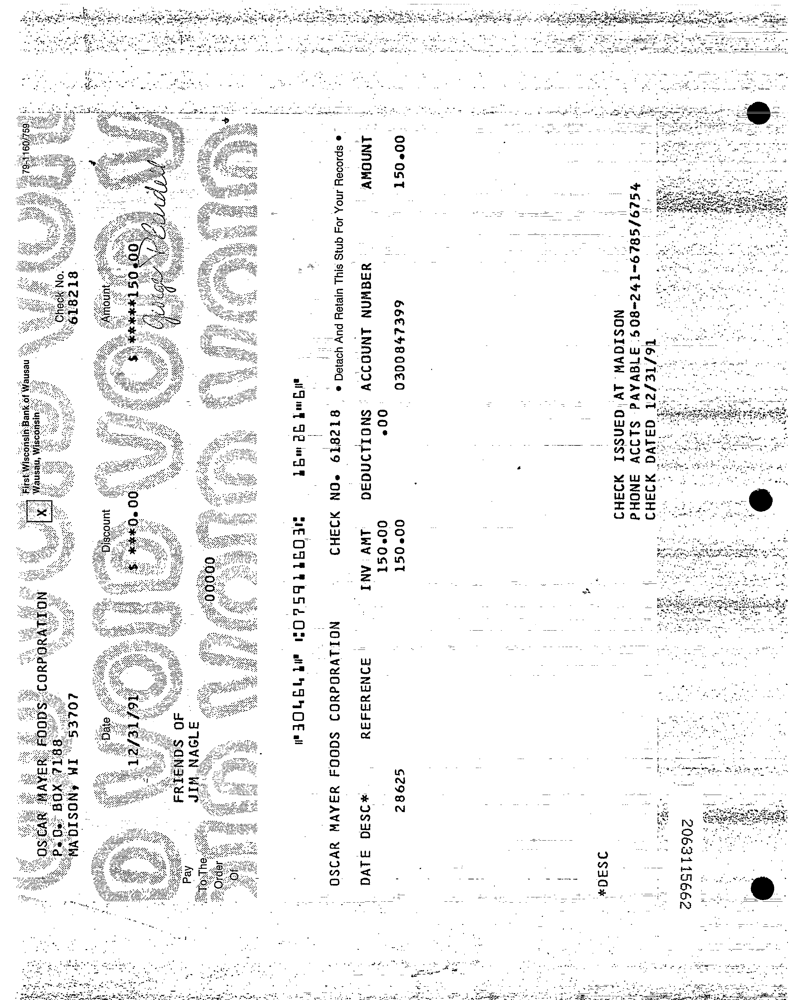 OSCAR MAYER FOODS CORPORATION
P.O. BOX 7188
MADISON, WI 53707
X
First Wisconsin Bank of Wausau
Wausau, Wisconsin
79-1160/759
Check No.
618218
Date
12/31/91
Discount
$ ***0.00
Amount
$ *****150.00
Pay
To The
Order
Of
FRIENDS OF
JIM NAGLE
00000
VOID VOID VOID
⑈304641⑈ ⑆075911603⑆ 16⑈261⑉6⑈
OSCAR MAYER FOODS CORPORATION CHECK NO. 618218 • Detach And Retain This Stub For Your Records •
DATE DESC* REFERENCE INV AMT DEDUCTIONS ACCOUNT NUMBER AMOUNT
150.00 .00
28625 150.00 0300847399 150.00
*DESC
CHECK ISSUED AT MADISON
PHONE ACCTS PAYABLE 608-241-6785/6754
CHECK DATED 12/31/91
2063115662